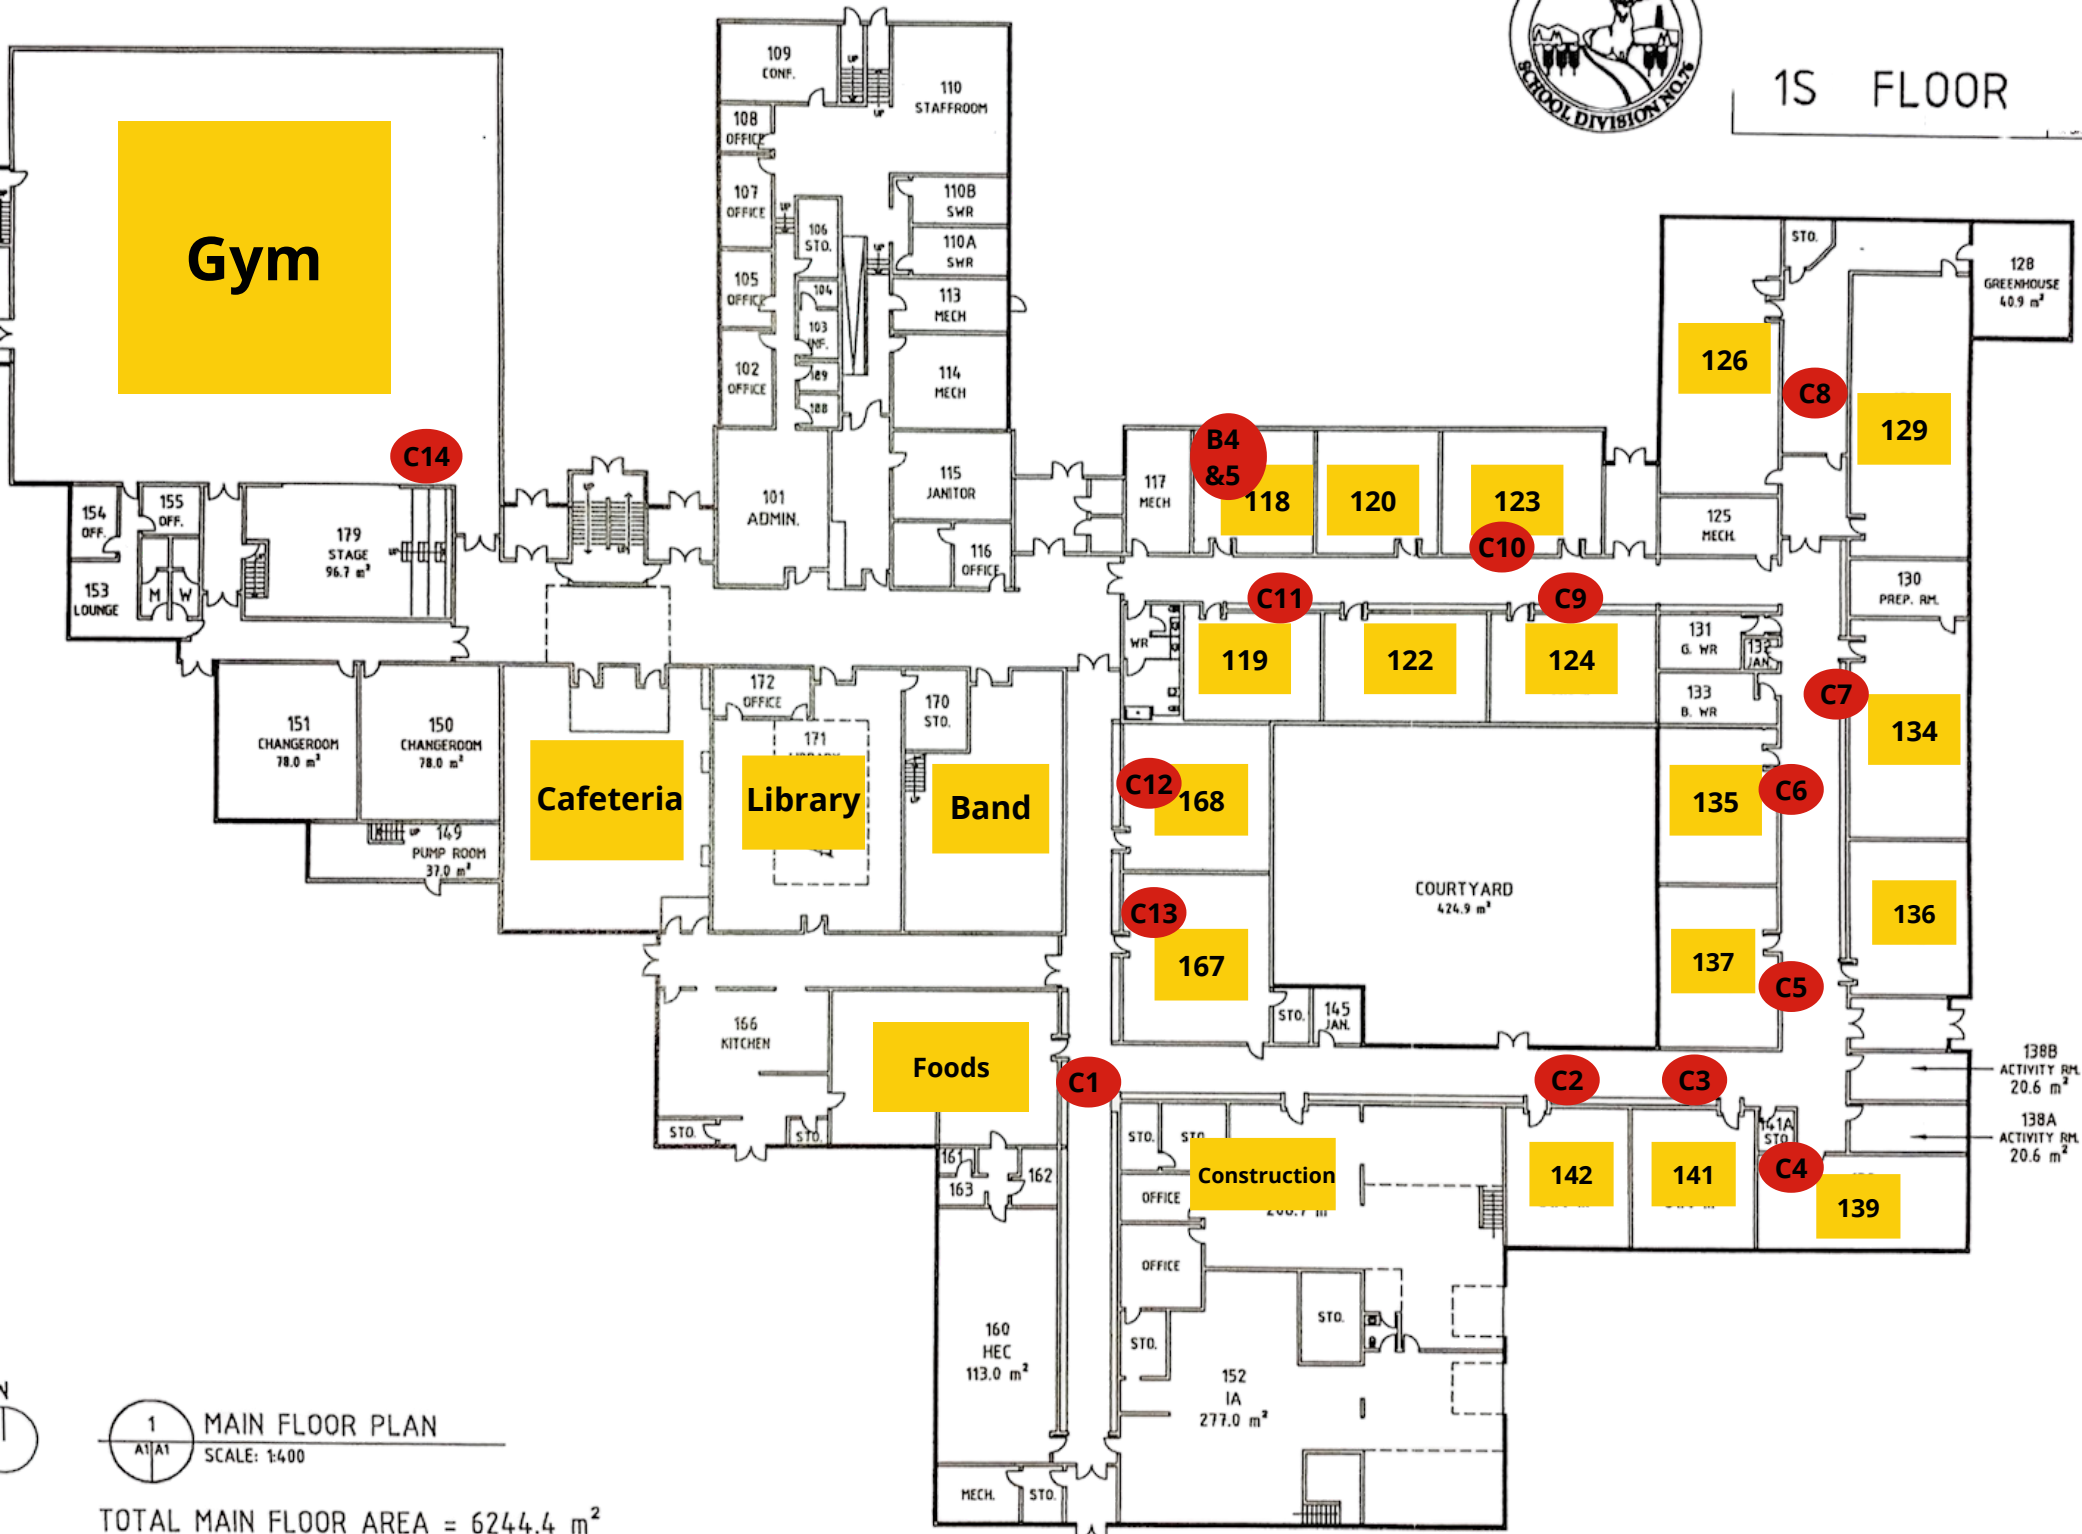 SCHOOL DIVISION NO.76
1S FLOOR
109
CONF.
UP
UP
110
STAFFROOM
108
OFFICE
107
OFFICE
UP
106
STO.
110B
SWR
110A
SWR
UP
105
OFFICE
104
113
MECH
103
INF.
102
OFFICE
189
188
114
MECH
Gym
C14
101
ADMIN.
115
JANITOR
116
OFFICE
154
OFF.
155
OFF.
153
LOUNGE
M
W
179
STAGE
96.7 m²
UP
UP
UP
117
MECH
B4
&5
118
120
123
C10
126
STO.
128
GREENHOUSE
40.9 m²
C8
129
125
MECH.
130
PREP. RM.
WR
C11
C9
119
122
124
131
G. WR
132
JAN.
133
B. WR
C7
134
151
CHANGEROOM
78.0 m²
150
CHANGEROOM
78.0 m²
149
PUMP ROOM
37.0 m²
UP
172
OFFICE
171
170
STO.
Cafeteria
Library
Band
C12
168
C13
167
COURTYARD
424.9 m²
135
C6
136
137
C5
STO.
145
JAN.
166
KITCHEN
STO.
STO.
Foods
C1
C2
C3
138B
ACTIVITY RM.
20.6 m²
138A
ACTIVITY RM.
20.6 m²
141A
STO
C4
139
142
141
STO.
STO.
Construction
OFFICE
OFFICE
STO.
STO.
161
162
163
160
HEC
113.0 m²
152
IA
277.0 m²
MECH.
STO.
N
1
A1 A1
MAIN FLOOR PLAN
SCALE: 1:400
TOTAL MAIN FLOOR AREA = 6244.4 m²